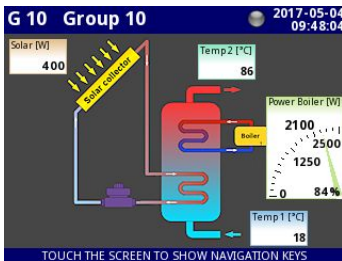 G 10 Group 10
2017-05-04
09:48:04
Solar [W]
400
Solar collector
Temp2 [°C]
86
Power Boiler [W]
2100
2500
1250
0
84%
Boiler
Temp1 [°C]
18
TOUCH THE SCREEN TO SHOW NAVIGATION KEYS